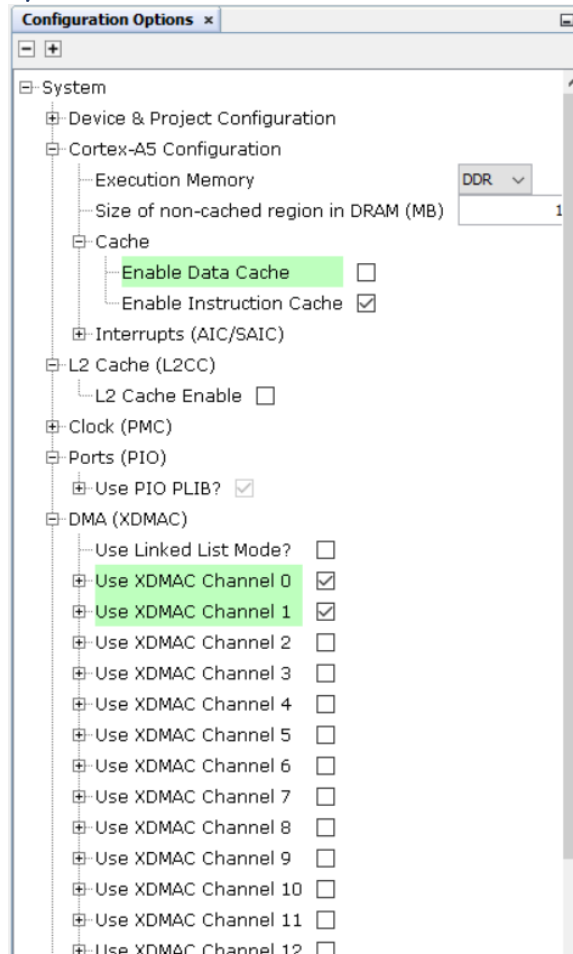 Configuration Options ×
System
Device & Project Configuration
Cortex-A5 Configuration
Execution Memory DDR
Size of non-cached region in DRAM (MB) 1
Cache
Enable Data Cache
Enable Instruction Cache
Interrupts (AIC/SAIC)
L2 Cache (L2CC)
L2 Cache Enable
Clock (PMC)
Ports (PIO)
Use PIO PLIB?
DMA (XDMAC)
Use Linked List Mode?
Use XDMAC Channel 0
Use XDMAC Channel 1
Use XDMAC Channel 2
Use XDMAC Channel 3
Use XDMAC Channel 4
Use XDMAC Channel 5
Use XDMAC Channel 6
Use XDMAC Channel 7
Use XDMAC Channel 8
Use XDMAC Channel 9
Use XDMAC Channel 10
Use XDMAC Channel 11
Use XDMAC Channel 12